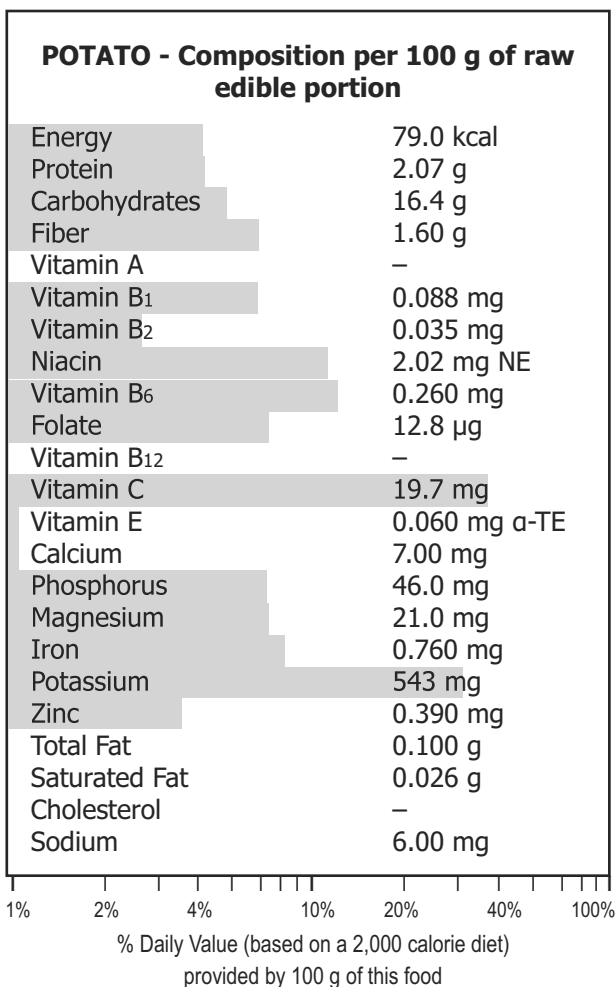 POTATO - Composition per 100 g of raw
edible portion
Energy 79.0 kcal
Protein 2.07 g
Carbohydrates 16.4 g
Fiber 1.60 g
Vitamin A –
Vitamin B1 0.088 mg
Vitamin B2 0.035 mg
Niacin 2.02 mg NE
Vitamin B6 0.260 mg
Folate 12.8 µg
Vitamin B12 –
Vitamin C 19.7 mg
Vitamin E 0.060 mg α-TE
Calcium 7.00 mg
Phosphorus 46.0 mg
Magnesium 21.0 mg
Iron 0.760 mg
Potassium 543 mg
Zinc 0.390 mg
Total Fat 0.100 g
Saturated Fat 0.026 g
Cholesterol –
Sodium 6.00 mg
1% 2% 4% 10% 20% 40% 100%
% Daily Value (based on a 2,000 calorie diet)
provided by 100 g of this food